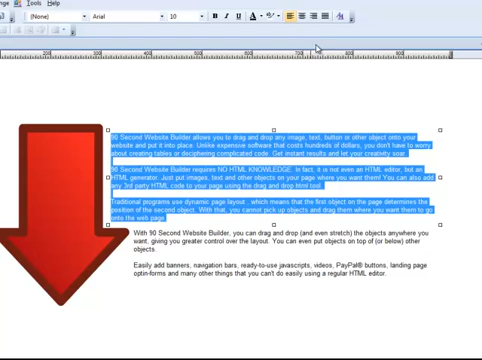 nge Tools Help
(None) Arial 10 B I U A
200 300 400 500 600 700 800 900
90 Second Website Builder allows you to drag and drop any image, text, button or other object onto your
website and put it into place. Unlike expensive software that costs hundreds of dollars, you don't have to worry
about creating tables or deciphering complicated code. Get instant results and let your creativity soar.
90 Second Website Builder requires NO HTML KNOWLEDGE. In fact, it is not even an HTML editor, but an
HTML generator. Just put images, text and other objects on your page where you want them! You can also add
any 3rd party HTML code to your page using the drag and drop html tool.
Traditional programs use dynamic page layout , which means that the first object on the page determines the
position of the second object. With that, you cannot pick up objects and drag them where you want them to go
onto the web page.
With 90 Second Website Builder, you can drag and drop (and even stretch) the objects anywhere you
want, giving you greater control over the layout. You can even put objects on top of (or below) other
objects.
Easily add banners, navigation bars, ready-to-use javascripts, videos, PayPal® buttons, landing page
optin-forms and many other things that you can't do easily using a regular HTML editor.